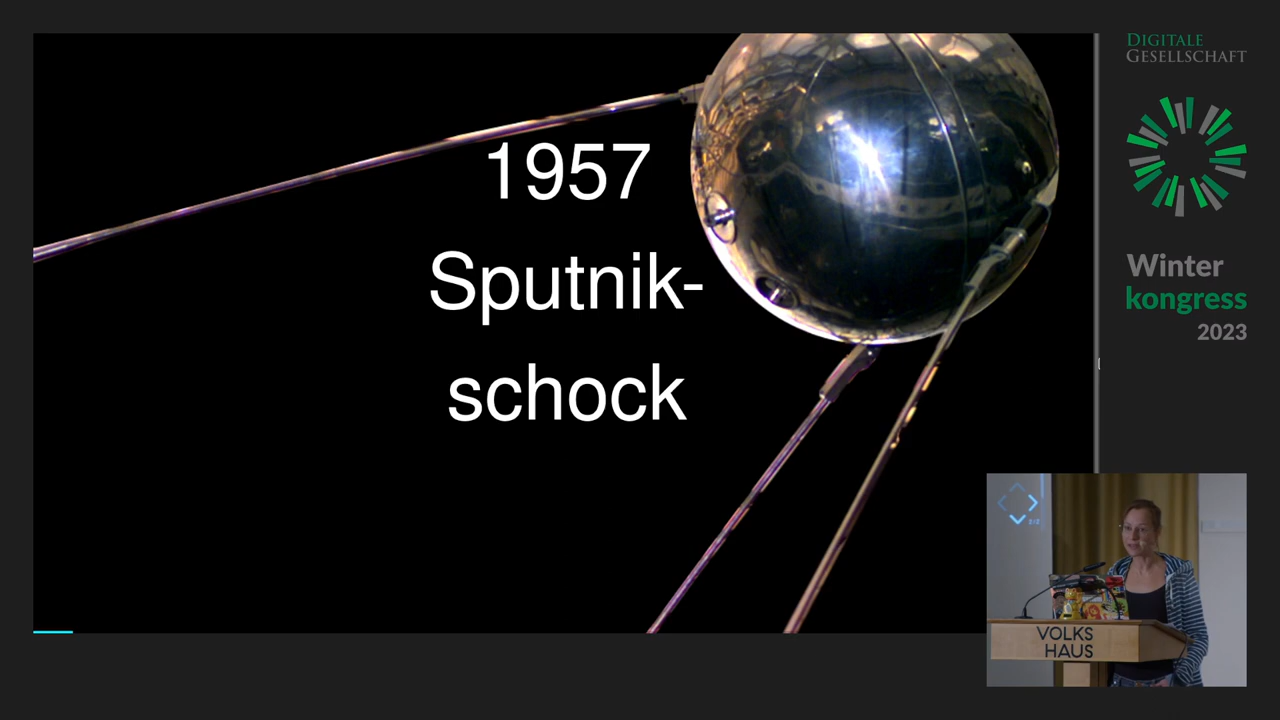 1957
Sputnik-
schock
DIGITALE
GESELLSCHAFT
Winter
kongress
2023
VOLKS
HAUS